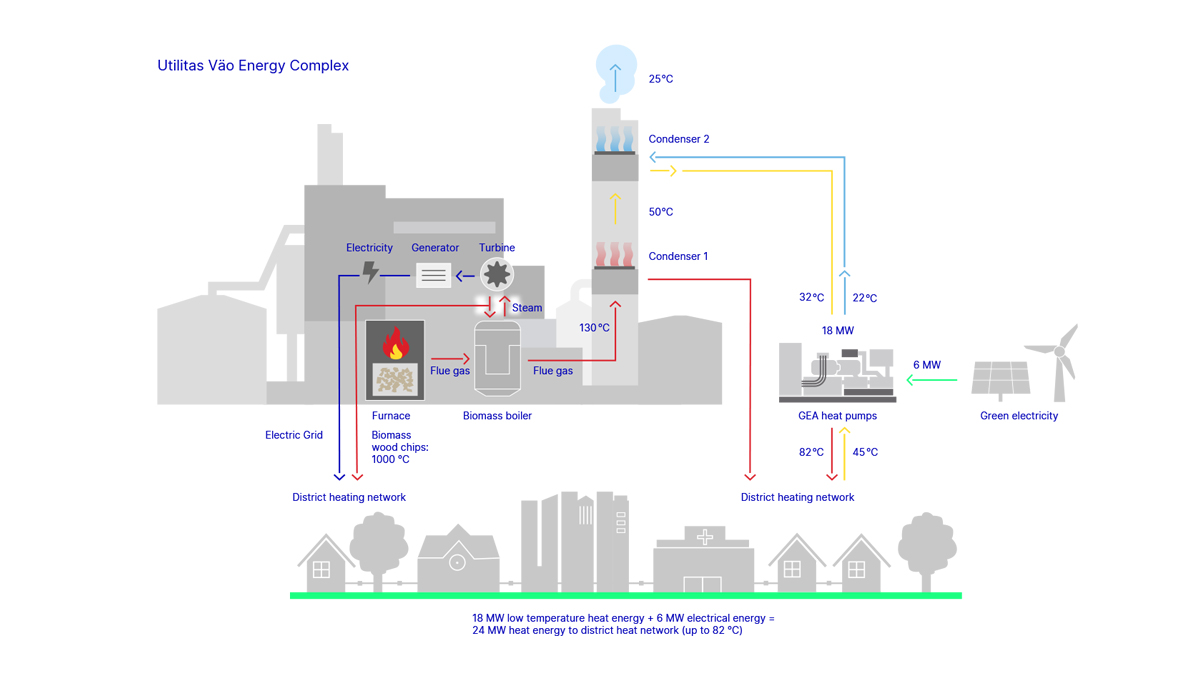 Utilitas Väo Energy Complex
25°C
Condenser 2
50°C
Condenser 1
Electricity
Generator
Turbine
Steam
130°C
32°C
22°C
18 MW
6 MW
Flue gas
Flue gas
Furnace
Biomass boiler
GEA heat pumps
Green electricity
Electric Grid
Biomass
wood chips:
1000 °C
82°C
45°C
District heating network
District heating network
18 MW low temperature heat energy + 6 MW electrical energy =
24 MW heat energy to district heat network (up to 82 °C)